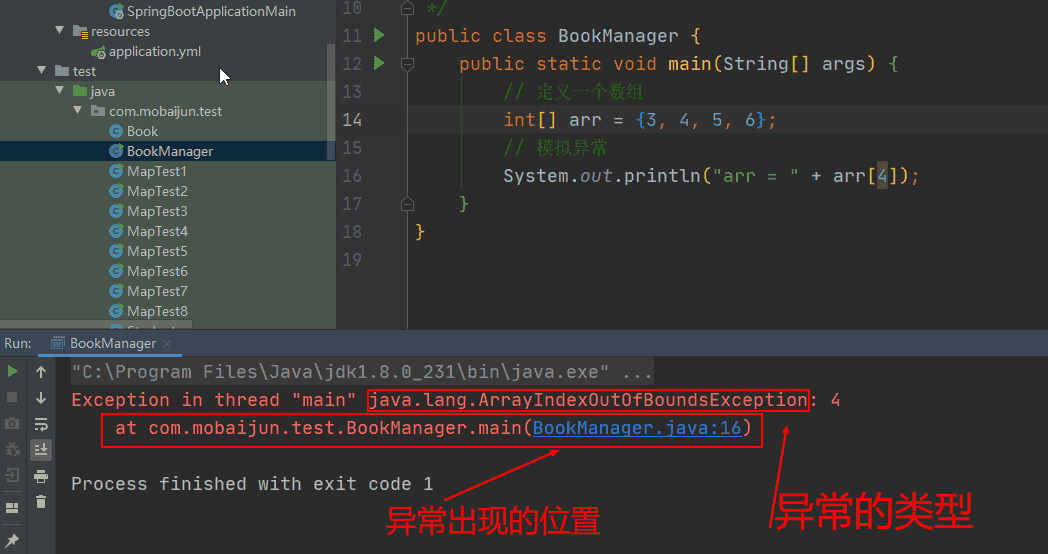 SpringBootApplicationMain
resources
application.yml
test
java
com.mobaijun.test
Book
BookManager
MapTest1
MapTest2
MapTest3
MapTest4
MapTest5
MapTest6
MapTest7
MapTest8
10 */
11 public class BookManager {
12 public static void main(String[] args) {
13 // 定义一个数组
14 int[] arr = {3, 4, 5, 6};
15 // 模拟异常
16 System.out.println("arr = " + arr[4]);
17 }
18 }
19
Run: BookManager
"C:\Program Files\Java\jdk1.8.0_231\bin\java.exe" ...
Exception in thread "main" java.lang.ArrayIndexOutOfBoundsException: 4
at com.mobaijun.test.BookManager.main(BookManager.java:16)
Process finished with exit code 1
异常出现的位置
异常的类型